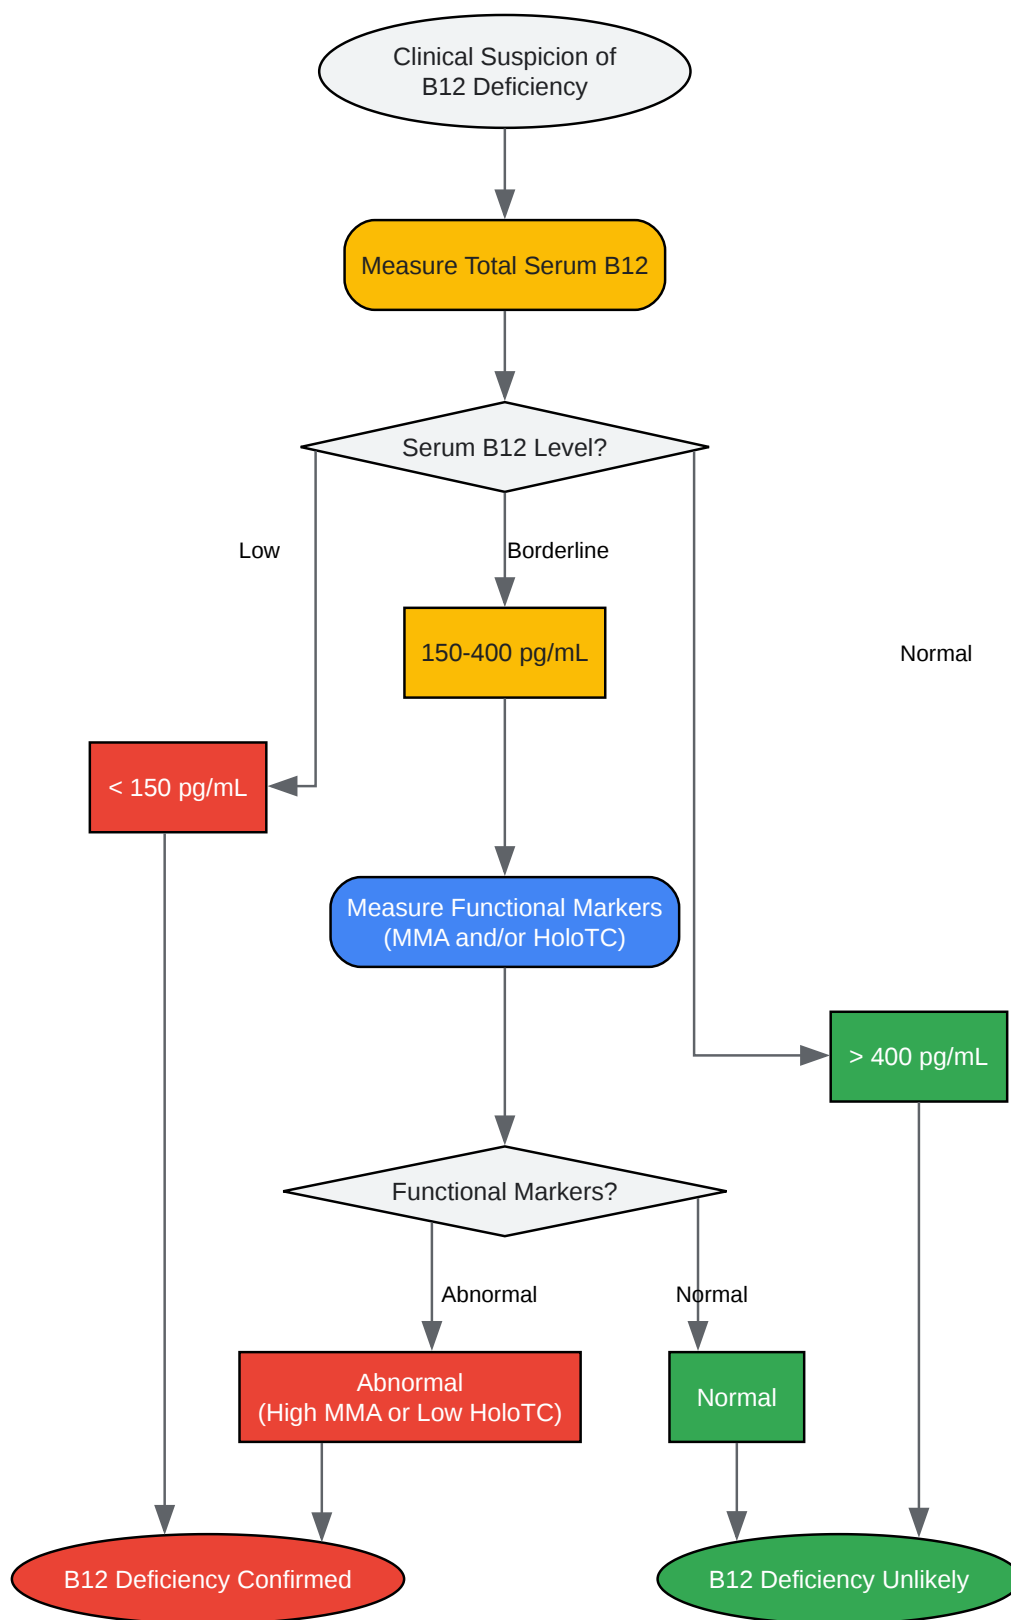 Clinical Suspicion of
B12 Deficiency
Measure Total Serum B12
Serum B12 Level?
Low
Borderline
Normal
150-400 pg/mL
< 150 pg/mL
Measure Functional Markers
(MMA and/or HoloTC)
> 400 pg/mL
Functional Markers?
Abnormal
Normal
Abnormal
(High MMA or Low HoloTC)
Normal
B12 Deficiency Confirmed
B12 Deficiency Unlikely